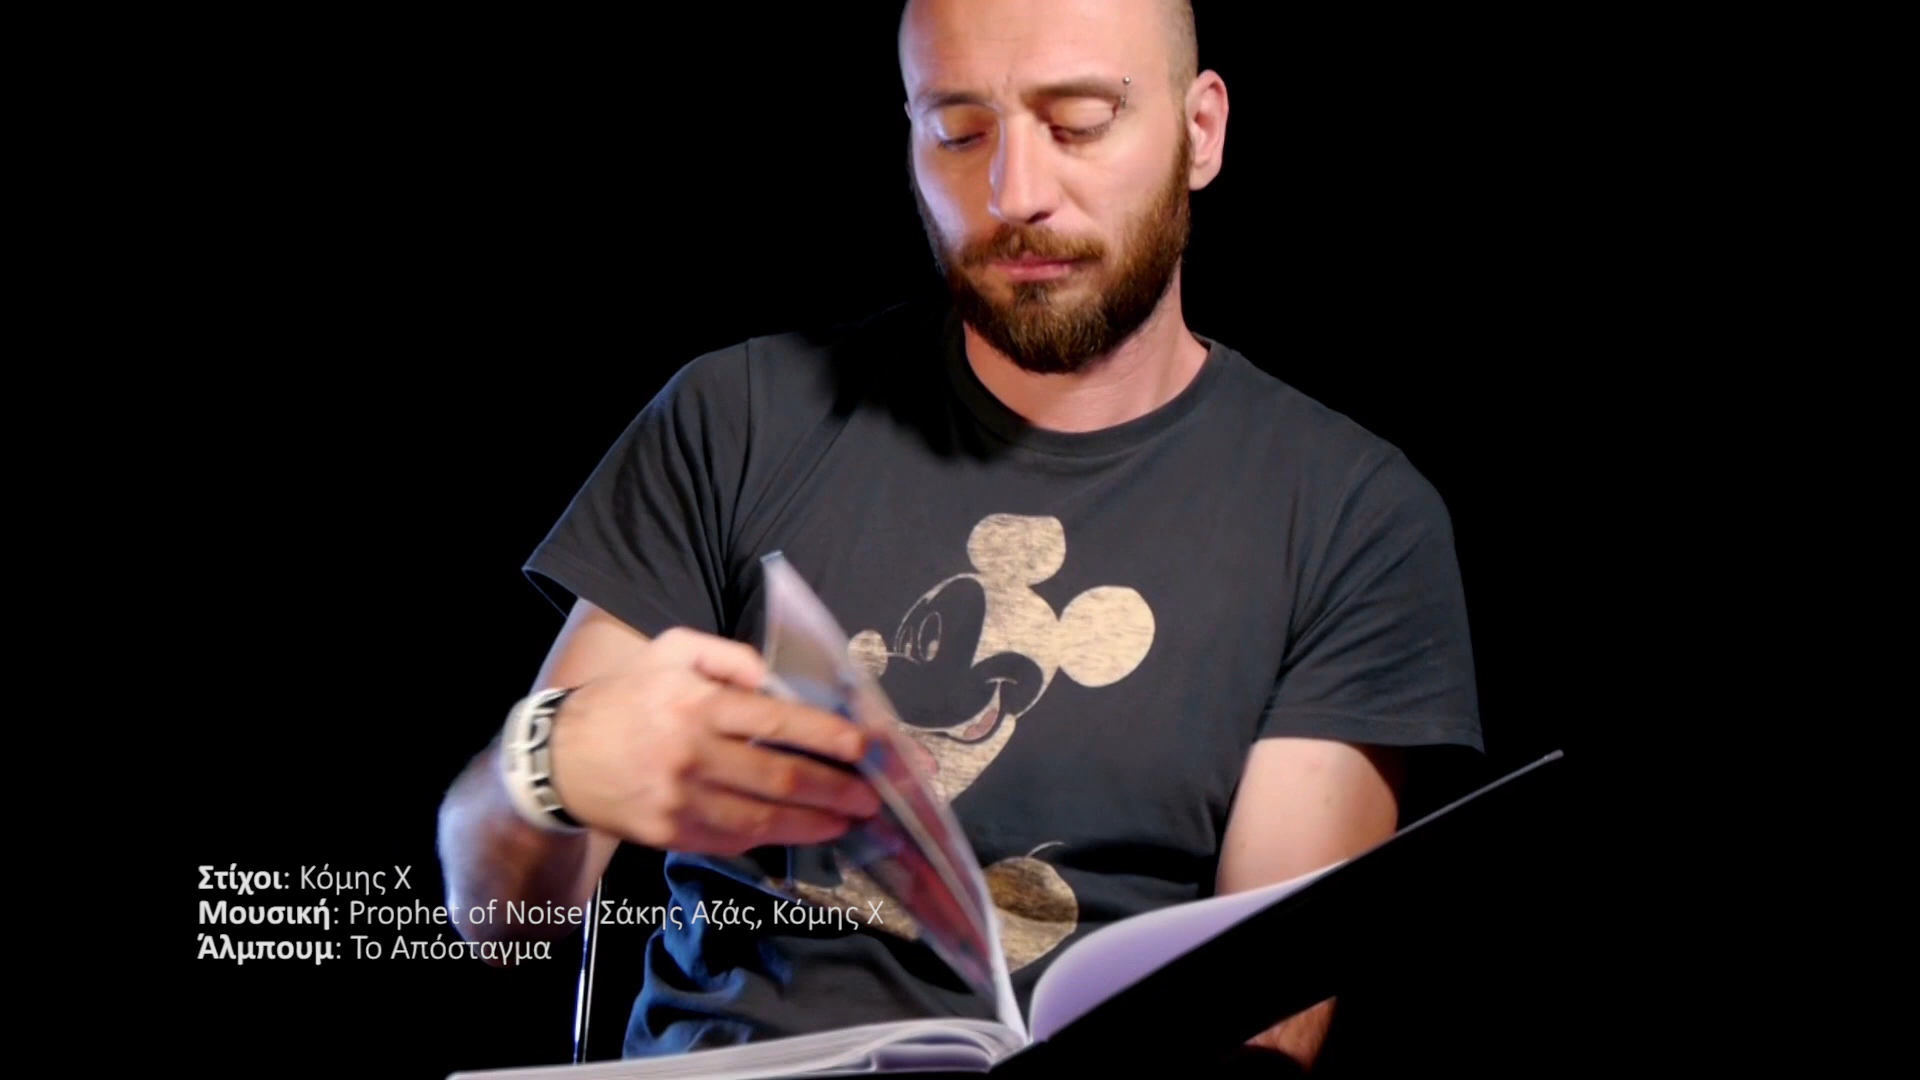 Στίχοι: Κόμης Χ
Μουσική: Prophet of Noise, Σάκης Αζάς, Κόμης Χ
Άλμπουμ: Το Απόσταγμα